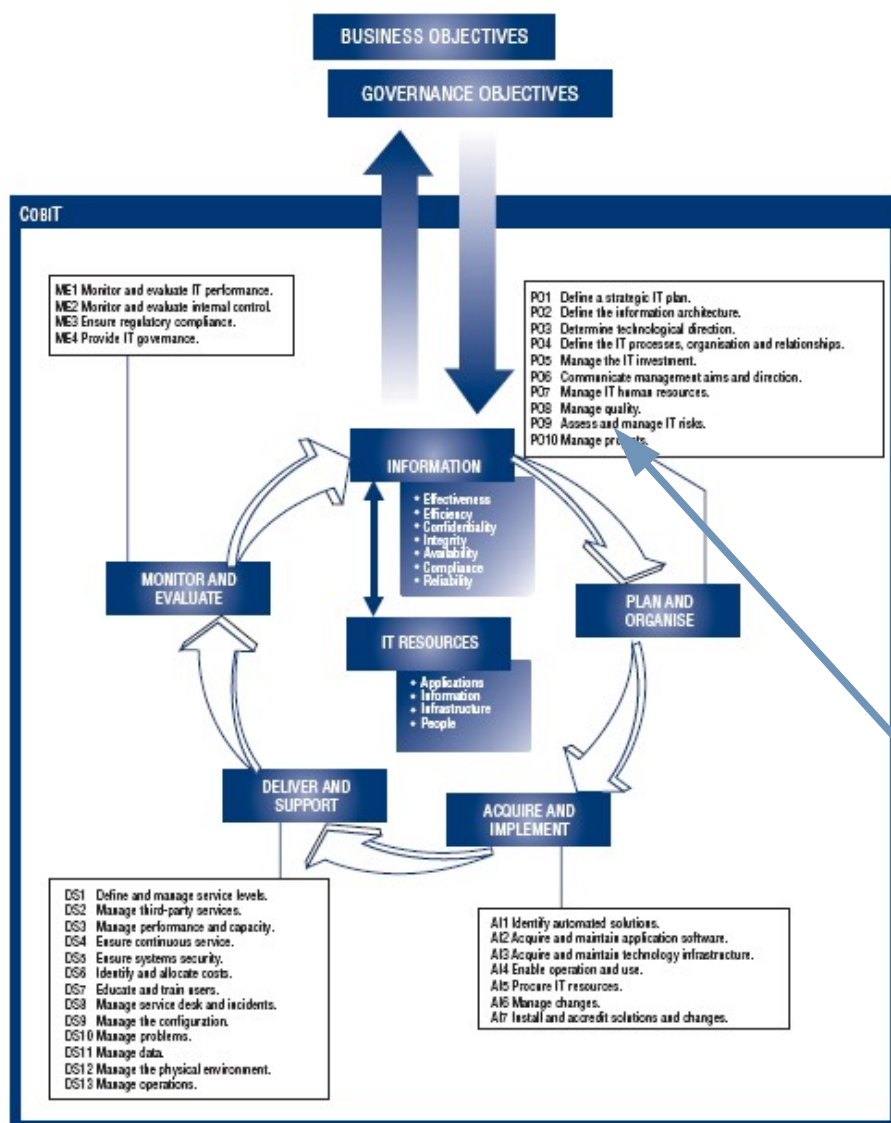 BUSINESS OBJECTIVES
GOVERNANCE OBJECTIVES
COBIT
ME1 Monitor and evaluate IT performance.
ME2 Monitor and evaluate internal control.
ME3 Ensure regulatory compliance.
ME4 Provide IT governance.
PO1 Define a strategic IT plan.
PO2 Define the information architecture.
PO3 Determine technological direction.
PO4 Define the IT processes, organisation and relationships.
PO5 Manage the IT investment.
PO6 Communicate management aims and direction.
PO7 Manage IT human resources.
PO8 Manage quality.
PO9 Assess and manage IT risks.
PO10 Manage projects.
INFORMATION
• Effectiveness
• Efficiency
• Confidentiality
• Integrity
• Availability
• Compliance
• Reliability
MONITOR AND
EVALUATE
PLAN AND
ORGANISE
IT RESOURCES
• Applications
• Information
• Infrastructure
• People
DELIVER AND
SUPPORT
ACQUIRE AND
IMPLEMENT
DS1 Define and manage service levels.
DS2 Manage third-party services.
DS3 Manage performance and capacity.
DS4 Ensure continuous service.
DS5 Ensure systems security.
DS6 Identify and allocate costs.
DS7 Educate and train users.
DS8 Manage service desk and incidents.
DS9 Manage the configuration.
DS10 Manage problems.
DS11 Manage data.
DS12 Manage the physical environment.
DS13 Manage operations.
AI1 Identify automated solutions.
AI2 Acquire and maintain application software.
AI3 Acquire and maintain technology infrastructure.
AI4 Enable operation and use.
AI5 Procure IT resources.
AI6 Manage changes.
AI7 Install and accredit solutions and changes.